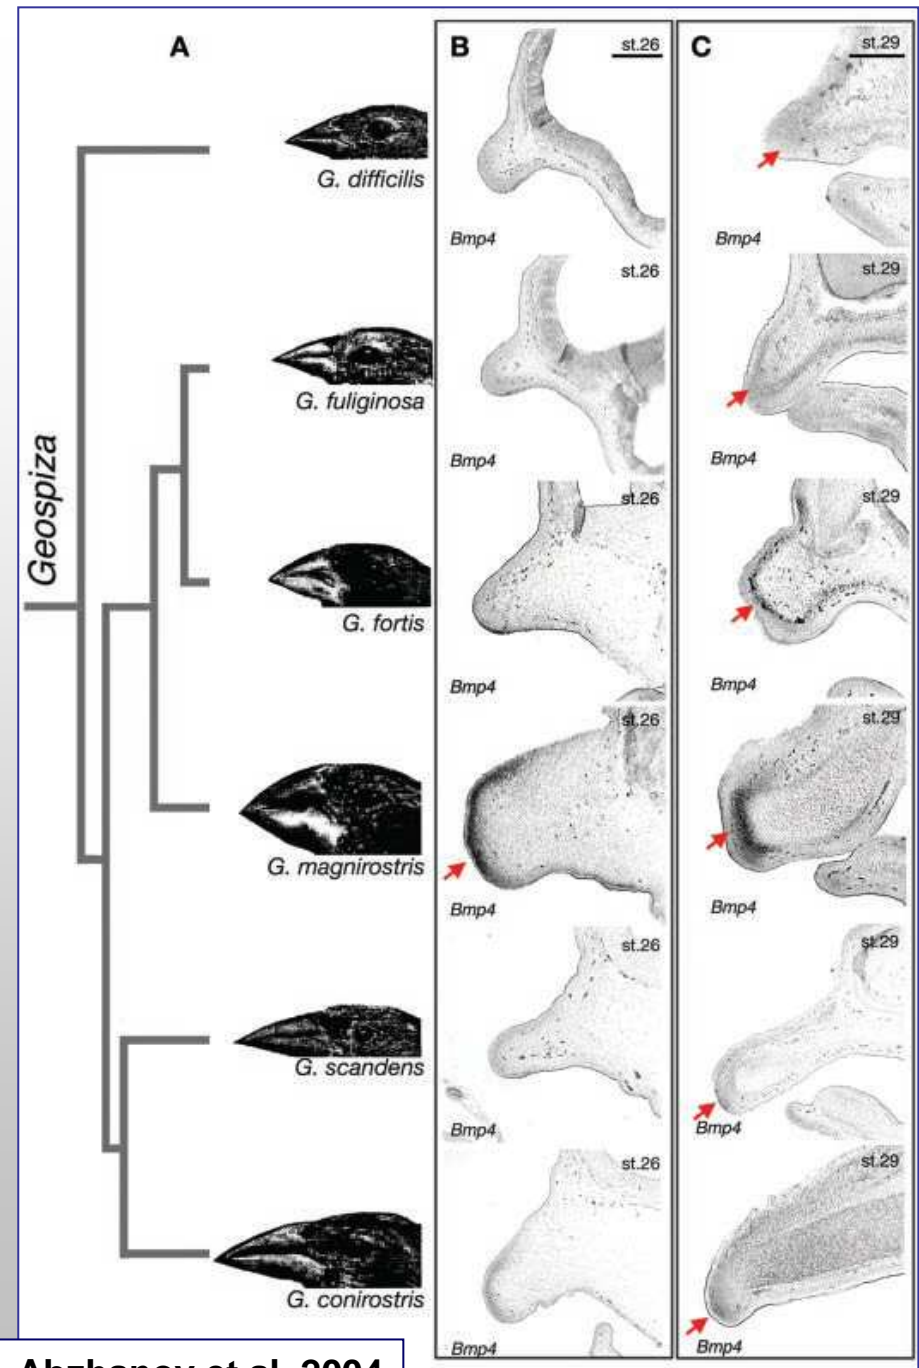 A
B
st.26
C
st.29
G. difficilis
Bmp4
Bmp4
st.26
st.29
G. fuliginosa
Bmp4
Bmp4
Geospiza
st.26
st.29
G. fortis
Bmp4
Bmp4
st.26
st.29
G. magnirostris
Bmp4
Bmp4
st.26
st.29
G. scandens
Bmp4
Bmp4
st.26
st.29
G. conirostris
Bmp4
Bmp4
Abzhanov et al. 2004